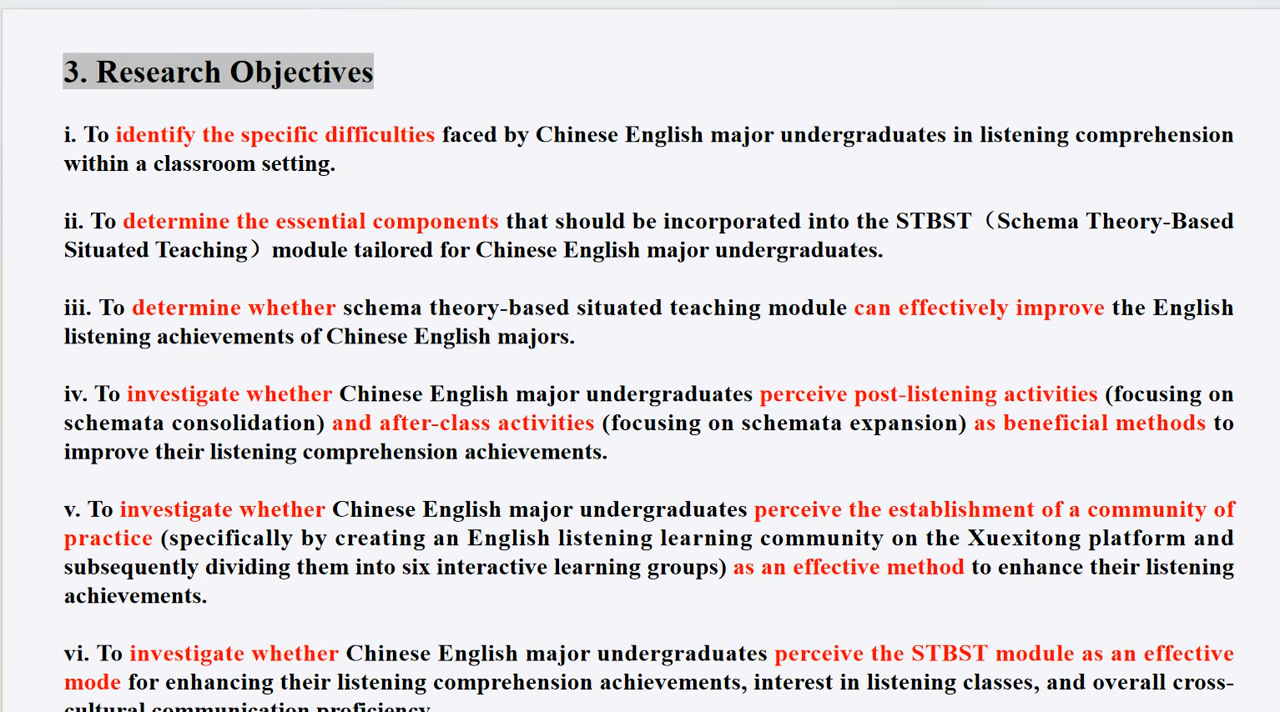 3. Research Objectives
i. To identify the specific difficulties faced by Chinese English major undergraduates in listening comprehension
within a classroom setting.
ii. To determine the essential components that should be incorporated into the STBST（Schema Theory-Based
Situated Teaching）module tailored for Chinese English major undergraduates.
iii. To determine whether schema theory-based situated teaching module can effectively improve the English
listening achievements of Chinese English majors.
iv. To investigate whether Chinese English major undergraduates perceive post-listening activities (focusing on
schemata consolidation) and after-class activities (focusing on schemata expansion) as beneficial methods to
improve their listening comprehension achievements.
v. To investigate whether Chinese English major undergraduates perceive the establishment of a community of
practice (specifically by creating an English listening learning community on the Xuexitong platform and
subsequently dividing them into six interactive learning groups) as an effective method to enhance their listening
achievements.
vi. To investigate whether Chinese English major undergraduates perceive the STBST module as an effective
mode for enhancing their listening comprehension achievements, interest in listening classes, and overall cross-
cultural communication proficiency.